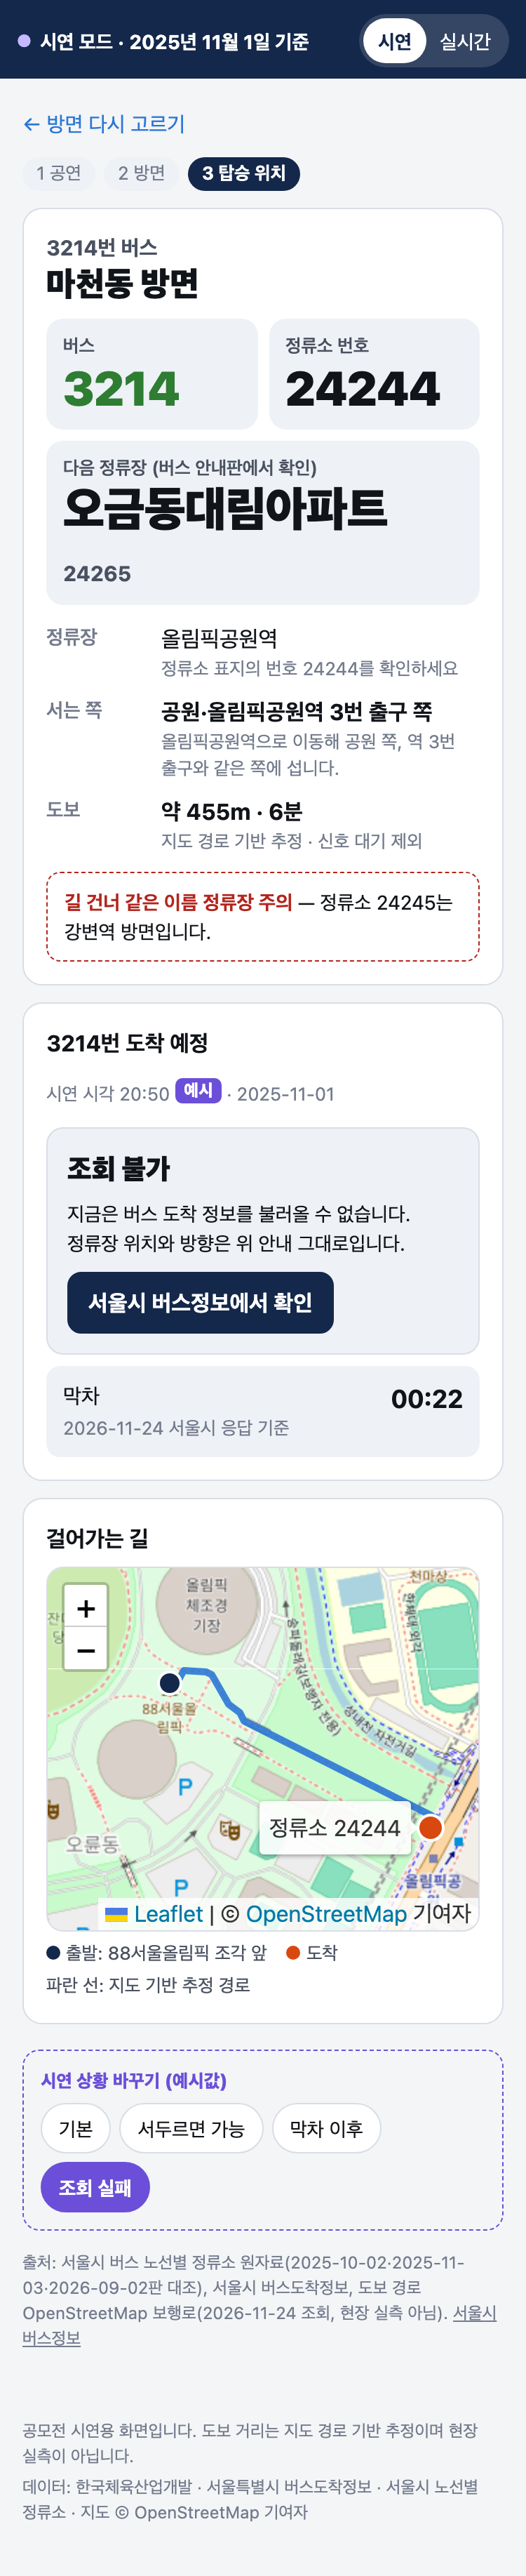 시연 모드 · 2025년 11월 1일 기준
시연 실시간
← 방면 다시 고르기
1 공연 2 방면 3 탑승 위치
3214번 버스
마천동 방면
버스
3214
정류소 번호
24244
다음 정류장 (버스 안내판에서 확인)
오금동대림아파트
24265
정류장
올림픽공원역
정류소 표지의 번호 24244를 확인하세요
서는 쪽
공원·올림픽공원역 3번 출구 쪽
올림픽공원역으로 이동해 공원 쪽, 역 3번
출구와 같은 쪽에 섭니다.
도보
약 455m · 6분
지도 경로 기반 추정 · 신호 대기 제외
길 건너 같은 이름 정류장 주의 — 정류소 24245는
강변역 방면입니다.
3214번 도착 예정
시연 시각 20:50 예시 · 2025-11-01
조회 불가
지금은 버스 도착 정보를 불러올 수 없습니다.
정류장 위치와 방향은 위 안내 그대로입니다.
서울시 버스정보에서 확인
막차
00:22
2026-11-24 서울시 응답 기준
걸어가는 길
+
−
올림픽
체조경
기장
천마상
88서울올
림픽
성내천 자전거길
P
P
오륜동
정류소 24244
올림픽공
Leaflet | © OpenStreetMap 기여자
출발: 88서울올림픽 조각 앞 도착
파란 선: 지도 기반 추정 경로
시연 상황 바꾸기 (예시값)
기본 서두르면 가능 막차 이후
조회 실패
출처: 서울시 버스 노선별 정류소 원자료(2025-10-02·2025-11-
03·2026-09-02판 대조), 서울시 버스도착정보, 도보 경로
OpenStreetMap 보행로(2026-11-24 조회, 현장 실측 아님). 서울시
버스정보
공모전 시연용 화면입니다. 도보 거리는 지도 경로 기반 추정이며 현장
실측이 아닙니다.
데이터: 한국체육산업개발 · 서울특별시 버스도착정보 · 서울시 노선별
정류소 · 지도 © OpenStreetMap 기여자